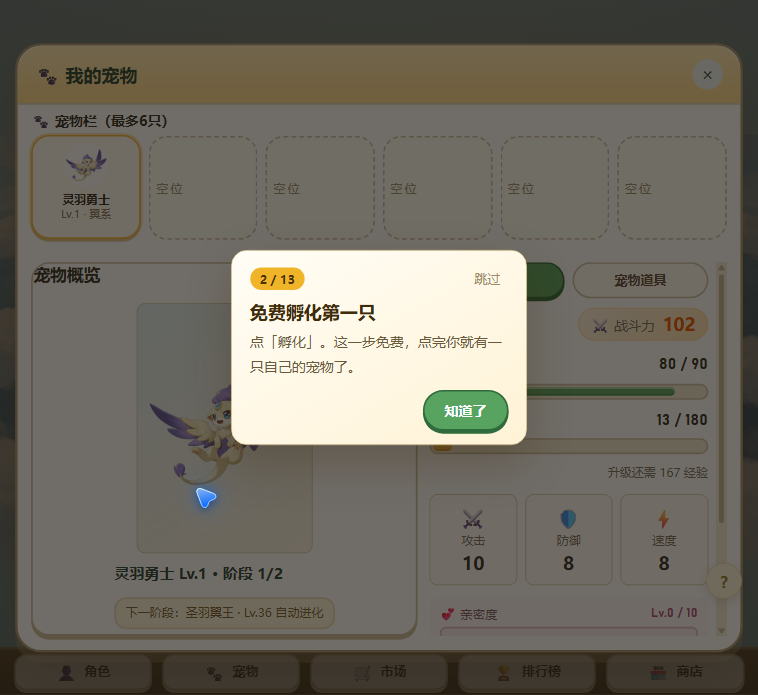 我的宠物
×
宠物栏（最多6只）
灵羽勇士
Lv.1 · 翼系
空位
空位
空位
空位
空位
宠物概览
宠物道具
2 / 13
跳过
免费孵化第一只
点「孵化」。这一步免费，点完你就有一
只自己的宠物了。
知道了
战斗力 102
80 / 90
13 / 180
升级还需 167 经验
攻击
10
防御
8
速度
8
灵羽勇士 Lv.1 · 阶段 1/2
下一阶段：圣羽翼王 · Lv.36 自动进化
亲密度
Lv.0 / 10
?
角色
宠物
市场
排行榜
商店